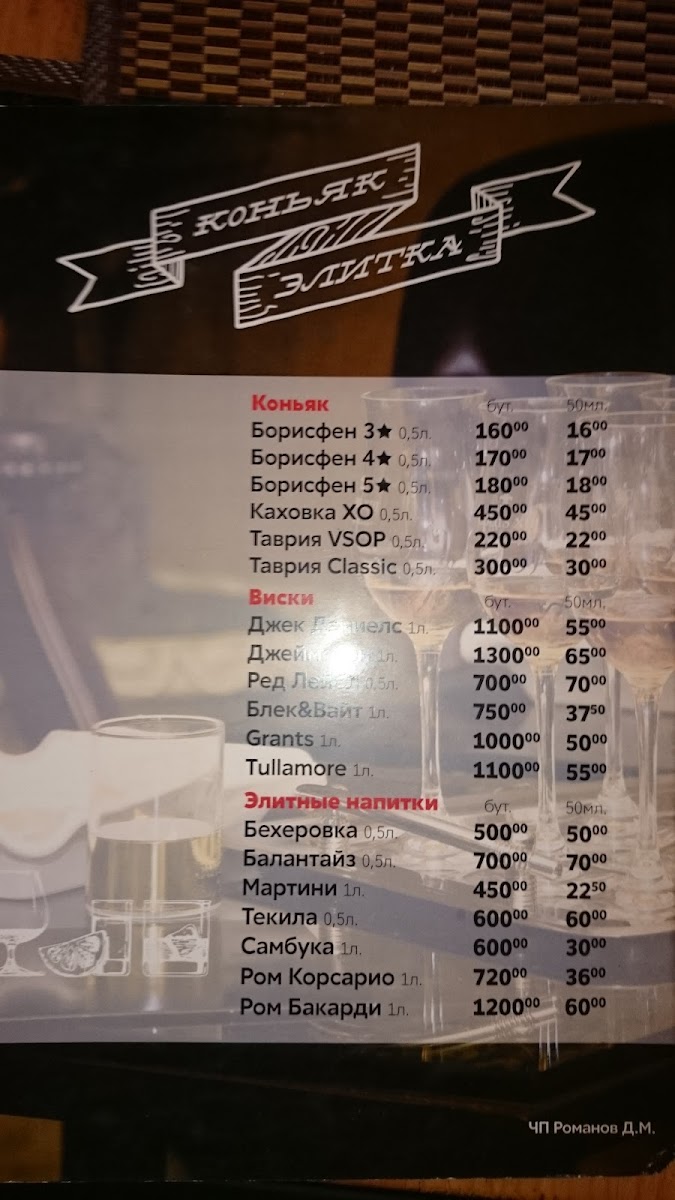 КОНЬЯК
ЭЛИТКА
Коньяк бут. 50мл.
Борисфен 3★ 0,5л. 160⁰⁰ 16⁰⁰
Борисфен 4★ 0,5л. 170⁰⁰ 17⁰⁰
Борисфен 5★ 0,5л. 180⁰⁰ 18⁰⁰
Каховка XO 0,5л. 450⁰⁰ 45⁰⁰
Таврия VSOP 0,5л. 220⁰⁰ 22⁰⁰
Таврия Classic 0,5л. 300⁰⁰ 30⁰⁰
Виски бут. 50мл.
Джек Дэниелс 1л. 1100⁰⁰ 55⁰⁰
1л. 1300⁰⁰ 65⁰⁰
Ред Лейбл 0,5л. 700⁰⁰ 70⁰⁰
Блек&Вайт 1л. 750⁰⁰ 37⁵⁰
Grants 1л. 1000⁰⁰ 50⁰⁰
Tullamore 1л. 1100⁰⁰ 55⁰⁰
Элитные напитки бут. 50мл.
Бехеровка 0,5л. 500⁰⁰ 50⁰⁰
Балантайз 0,5л. 700⁰⁰ 70⁰⁰
Мартини 1л. 450⁰⁰ 22⁵⁰
Текила 0,5л. 600⁰⁰ 60⁰⁰
Самбука 1л. 600⁰⁰ 30⁰⁰
Ром Корсарио 1л. 720⁰⁰ 36⁰⁰
Ром Бакарди 1л. 1200⁰⁰ 60⁰⁰
ЧП Романов Д.М.